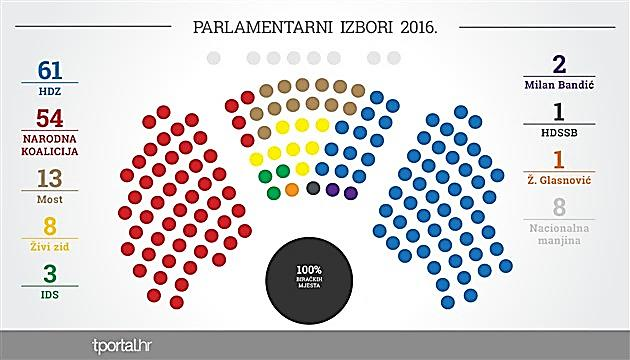 PARLAMENTARNI IZBORI 2016.
61
HDZ
54
NARODNA
KOALICIJA
13
Most
8
Živi zid
3
IDS
2
Milan Bandić
1
HDSSB
1
Ž. Glasnović
8
Nacionalna
manjina
100%
BIRAČKIH
MJESTA
tportal.hr